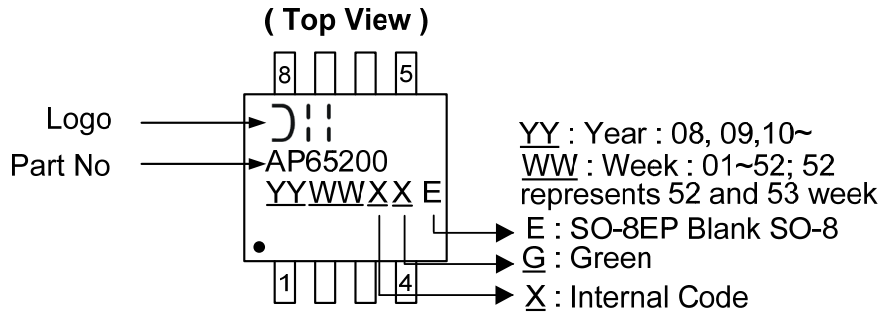 ( Top View )
8 5
Logo
Part No
AP65200
YYWWXX E
1 4
YY : Year : 08, 09,10~
WW : Week : 01~52; 52
represents 52 and 53 week
E : SO-8EP Blank SO-8
G : Green
X : Internal Code